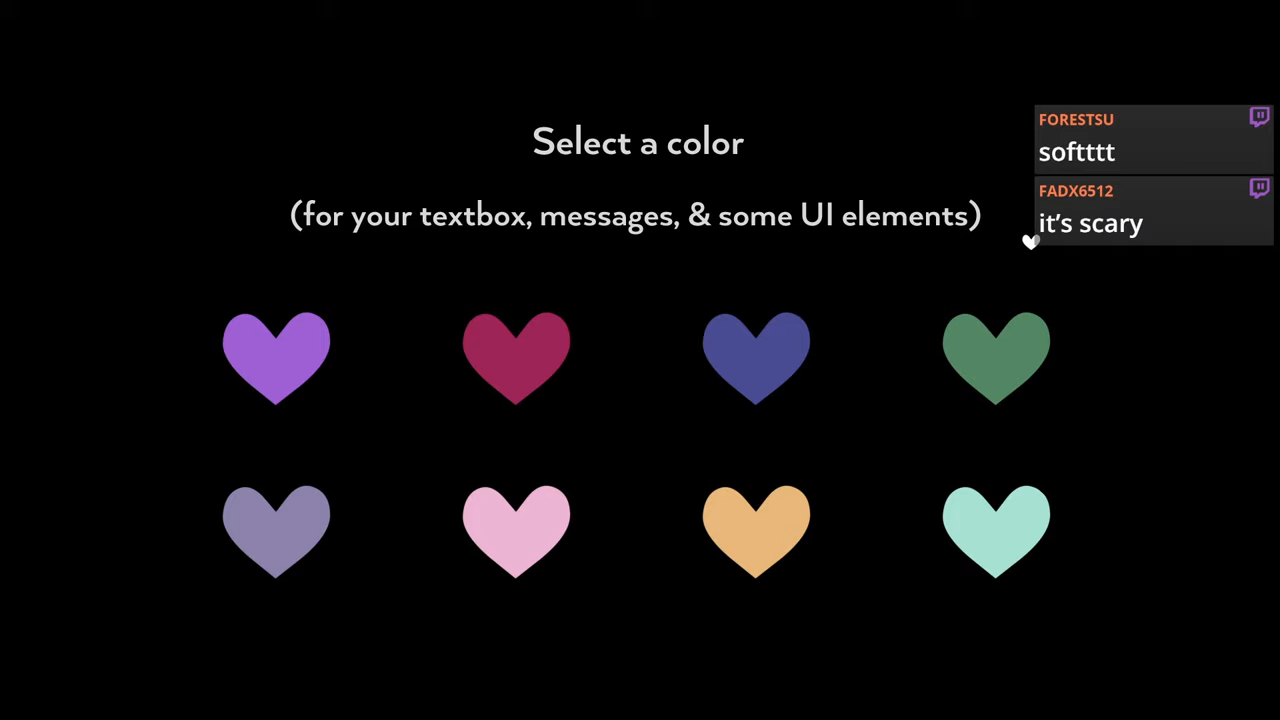 Select a color
(for your textbox, messages, & some UI elements)
FORESTSU
softttt
FADX6512
it's scary